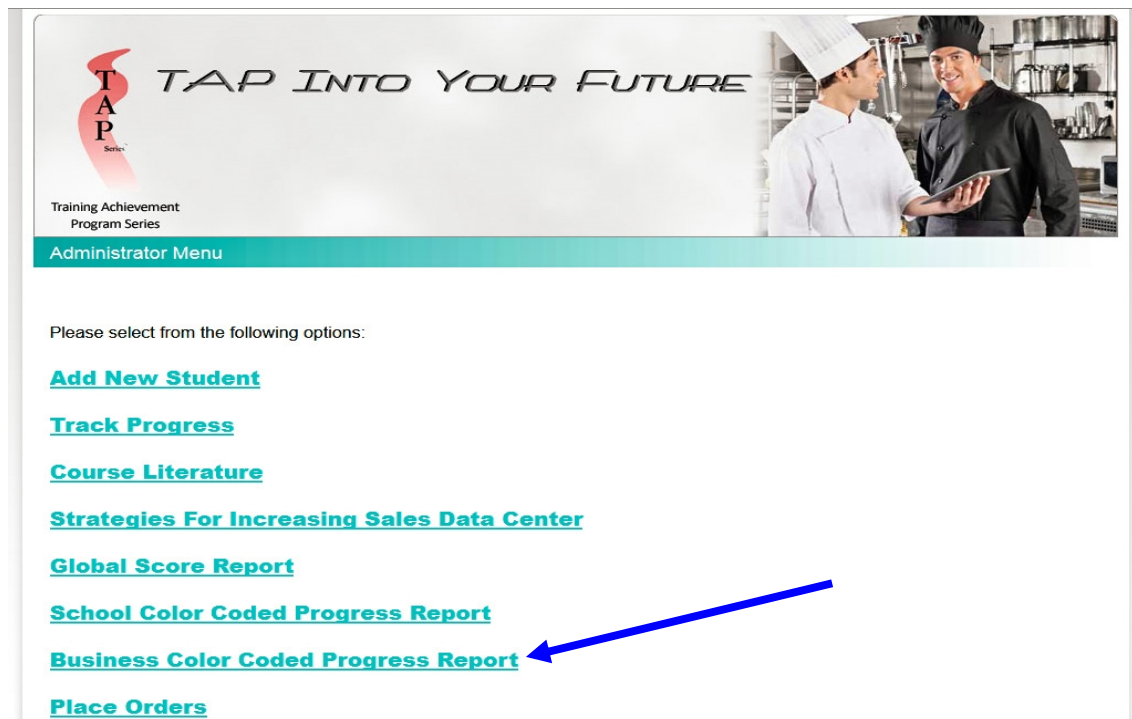 T
A
P
Series™
TAP Into Your Future
Training Achievement
Program Series
Administrator Menu
Please select from the following options:
Add New Student
Track Progress
Course Literature
Strategies For Increasing Sales Data Center
Global Score Report
School Color Coded Progress Report
Business Color Coded Progress Report
Place Orders